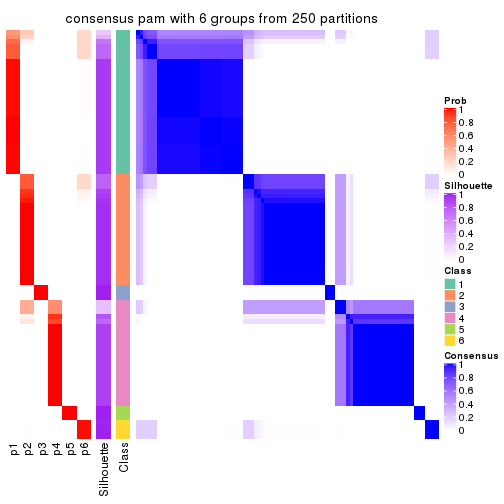 consensus pam with 6 groups from 250 partitions
Prob
1
0.8
0.6
0.4
0.2
0
Silhouette
1
0.8
0.6
0.4
0.2
0
Class
1
2
3
4
5
6
Consensus
1
0.8
0.6
0.4
0.2
0
p1
p2
p3
p4
p5
p6
Silhouette
Class